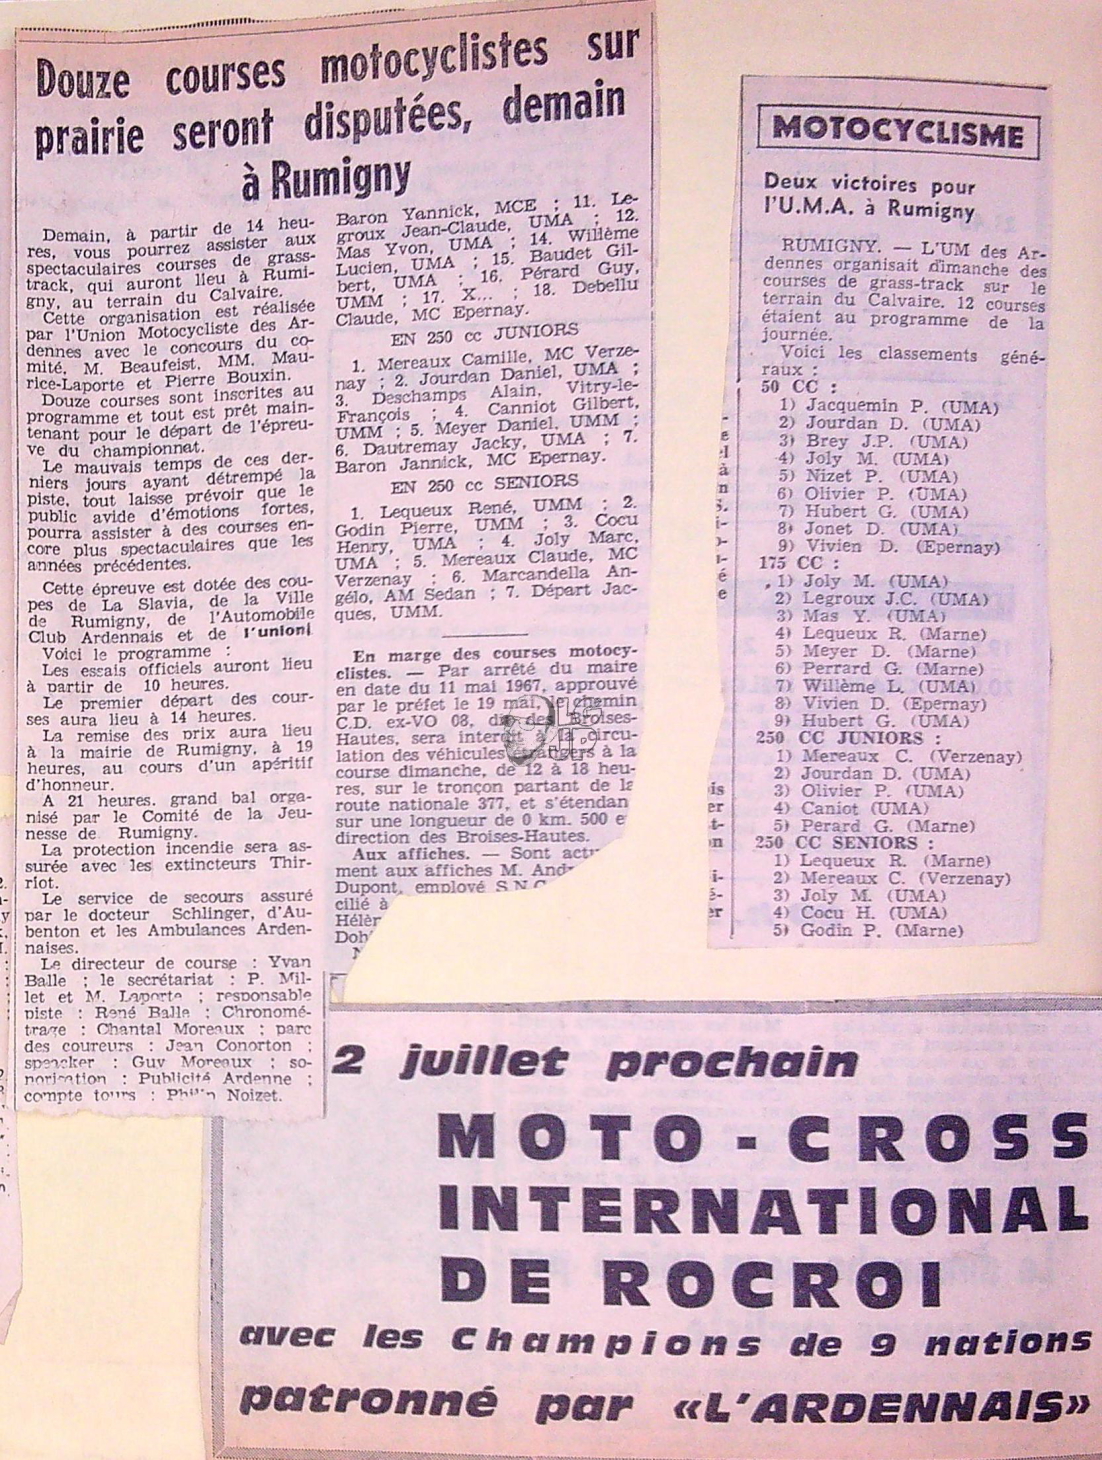 Douze courses motocyclistes sur
prairie seront disputées, demain
à Rumigny
Demain, à partir de 14 heu-
res, vous pourrez assister aux
spectaculaires courses de grass-
track, qui auront lieu à Rumi-
gny, au terrain du Calvaire.
Cette organisation est réalisée
par l'Union Motocycliste des Ar-
dennes avec le concours du co-
mité, M. Beaufeist, MM. Mau-
rice-Laporte et Pierre Bouxin.
Douze courses sont inscrites au
programme et tout est prêt main-
tenant pour le départ de l'épreu-
ve du championnat.
Le mauvais temps de ces der-
niers jours ayant détrempé la
piste, tout laisse prévoir que le
public avide d'émotions fortes,
pourra assister à des courses en-
core plus spectaculaires que les
années précédentes.
Cette épreuve est dotée des cou-
pes de La Slavia, de la Ville
de Rumigny, de l'Automobile
Club Ardennais et de l'unionl
Voici le programme :
Les essais officiels auront lieu
à partir de 10 heures.
Le premier départ des cour-
ses aura lieu à 14 heures.
La remise des prix aura lieu
à la mairie de Rumigny, à 19
heures, au cours d'un apéritif
d'honneur.
A 21 heures. grand bal orga-
nisé par le Comité de la Jeu-
nesse de Rumigny.
La protection incendie sera as-
surée avec les extincteurs Thir-
riot.
Le service de secours assuré
par le docteur Schlinger, d'Au-
benton et les Ambulances Arden-
naises.
Le directeur de course : Yvan
Balle ; le secrétariat : P. Mil-
let et M. Laporte ; responsable
piste : René Balle ; Chronomé-
trage : Chantal Moreaux ; parc
des coureurs : Jean Conorton ;
speacker : Guy Moreaux ; so-
norisation : Publicité Ardenne ;
compte tours : Noizet.
Baron Yannick, MCE ; 11. Le-
groux Jean-Claude, UMA ; 12.
Mas Yvon, UMA ; 14. Willème
Lucien, UMA ; 15. Baudet Gil-
bert, UMA ; 16. Pérard Guy,
UMM ; 17. X... ; 18. Debellu
Claude, MC Epernay.
EN 250 cc JUNIORS
1. Mereaux Camille, MC Verze-
nay ; 2. Jourdan Daniel, UMA ;
3. Deschamps Alain, Vitry-le-
François ; 4. Canniot Gilbert,
UMM ; 5. Meyer Daniel, UMM ;
6. Dautremay Jacky, UMA ; 7.
Baron Jannick, MC Epernay.
EN 250 cc SENIORS
1. Lequeux René, UMM ; 2.
Godin Pierre, UMM ; 3. Cocu
Henry, UMA ; 4. Joly Marc,
UMA ; 5. Mereaux Claude, MC
Verzenay ; 6. Marcandella An-
gélo, AM Sedan ; 7. Départ Jac-
ques, UMM.
En marge des courses motocy-
clistes. — Par arrêté du maire
en date du 11 mai 1967, approuvé
par le préfet le 19 mai, le chemin
C.D. ex-VO 08, dit des Broises-
Hautes, sera interdit à la circu-
lation des véhicules étrangers à la
course dimanche, de 12 à 18 heu-
res, sur le tronçon partant de la
route nationale 377, et s'étendan
sur une longueur de 0 km. 500 e
direction des Broises-Hautes.
Aux affiches. — Sont actu
ment aux affiches M. And
Dupont, employé S.N.C
cilié à
Hélèn
Doh
MOTOCYCLISME
Deux victoires pour
l'U.M.A. à Rumigny
RUMIGNY. — L'UM des Ar-
dennes organisait dimanche des
courses de grass-track sur le
terrain du Calvaire. 12 courses
étaient au programme de la
journée.
Voici les classements géné-
raux :
50 CC :
1) Jacquemin P. (UMA)
2) Jourdan D. (UMA)
3) Brey J.P. (UMA)
4) Joly M. (UMA)
5) Nizet P. (UMA)
6) Olivier P. (UMA)
7) Hubert G. (UMA)
8) Jonet D. (UMA)
9) Vivien D. (Epernay)
175 CC :
1) Joly M. (UMA)
2) Legroux J.C. (UMA)
3) Mas Y. (UMA)
4) Lequeux R. (Marne)
5) Meyer D. (Marne)
6) Perrard G. (Marne)
7) Willème L. (UMA)
8) Vivien D. (Epernay)
9) Hubert G. (UMA)
250 CC JUNIORS :
1) Mereaux C. (Verzenay)
2) Jourdan D. (UMA)
3) Olivier P. (UMA)
4) Caniot (UMA)
5) Perard G. (Marne)
250 CC SENIORS :
1) Lequeux R. (Marne)
2) Mereaux C. (Verzenay)
3) Joly M. (UMA)
4) Cocu H. (UMA)
5) Godin P. (Marne)
2 juillet prochain
MOTO-CROSS
INTERNATIONAL
DE ROCROI
avec les Champions de 9 nations
patronné par «L'ARDENNAIS»